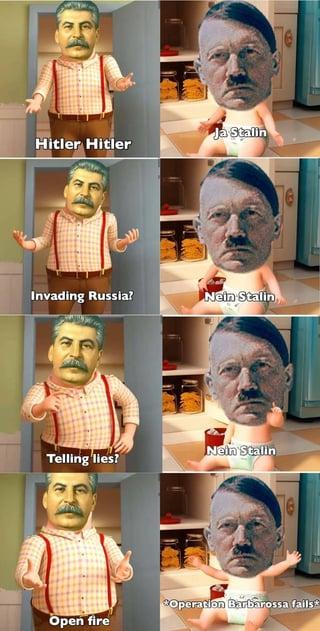 Hitler Hitler
Ja Stalin
Invading Russia?
Nein Stalin
Telling lies?
Nein Stalin
Open fire
*Operation Barbarossa fails*